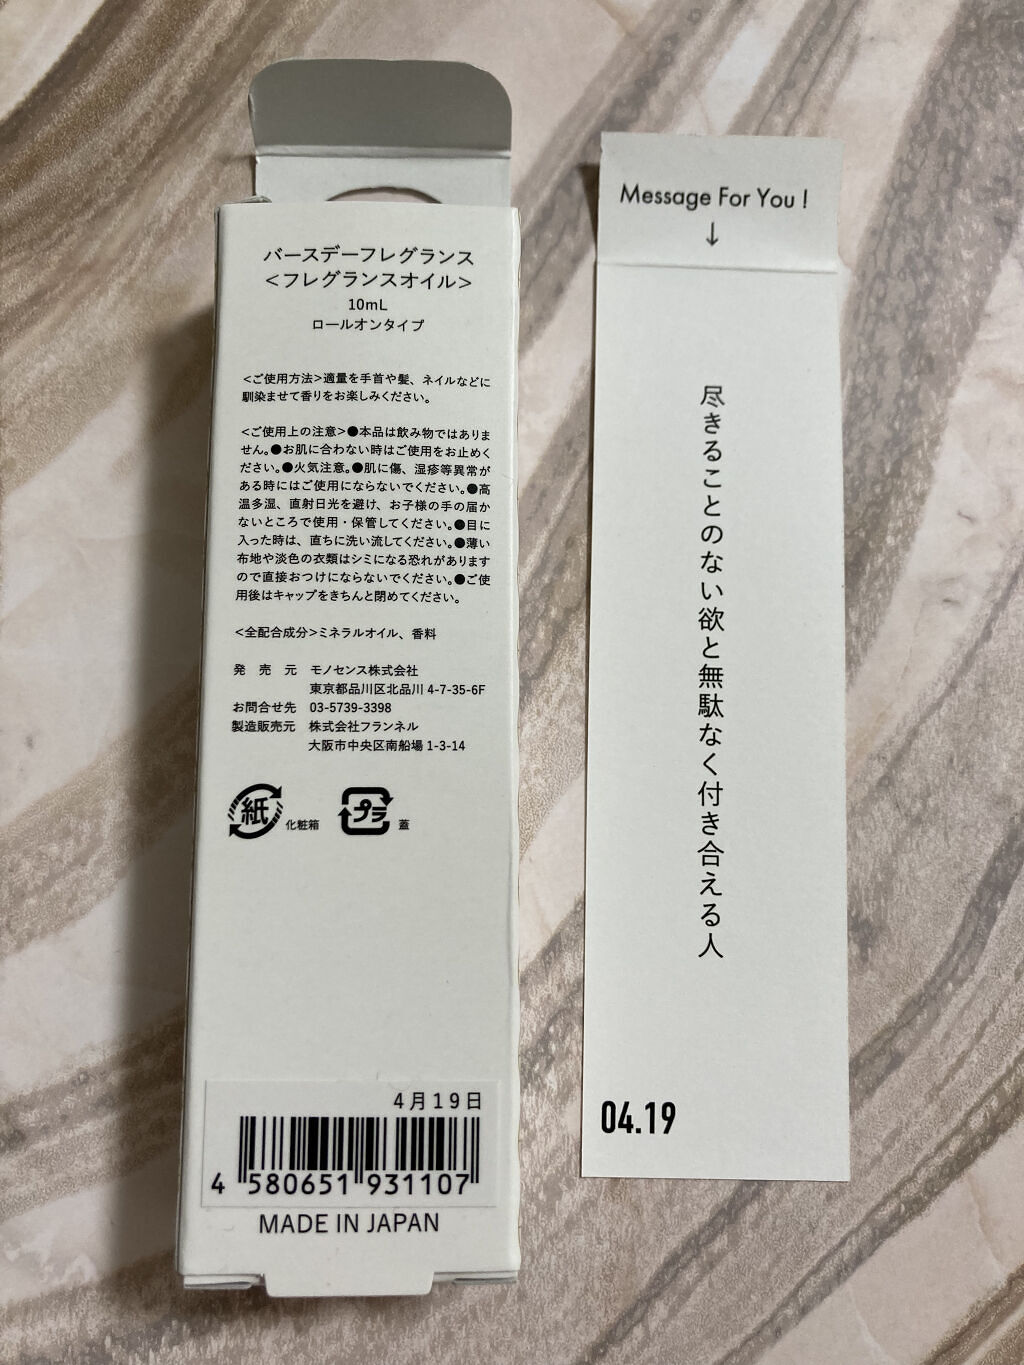 バースデーフレグランス
<フレグランスオイル>
10mL
ロールオンタイプ
<ご使用方法>適量を手首や髪、ネイルなどに
馴染ませて香りをお楽しみください。
<ご使用上の注意>●本品は飲み物ではありま
せん。●お肌に合わない時はご使用をお止めく
ださい。●火気注意。●肌に傷、湿疹等異常が
ある時にはご使用にならないでください。●高
温多湿、直射日光を避け、お子様の手の届か
ないところで使用・保管してください。●目に
入った時は、直ちに洗い流してください。●薄い
布地や淡色の衣類はシミになる恐れがあります
ので直接おつけにならないでください。●ご使
用後はキャップをきちんと閉めてください。
<全配合成分>ミネラルオイル、香料
発売元 モノセンス株式会社
東京都品川区北品川 4-7-35-6F
お問合せ先 03-5739-3398
製造販売元 株式会社フランネル
大阪市中央区南船場 1-3-14
紙 化粧箱 プラ 蓋
4月19日
4 580651 931107
MADE IN JAPAN
Message For You !
↓
尽きることのない欲と無駄なく付き合える人
04.19